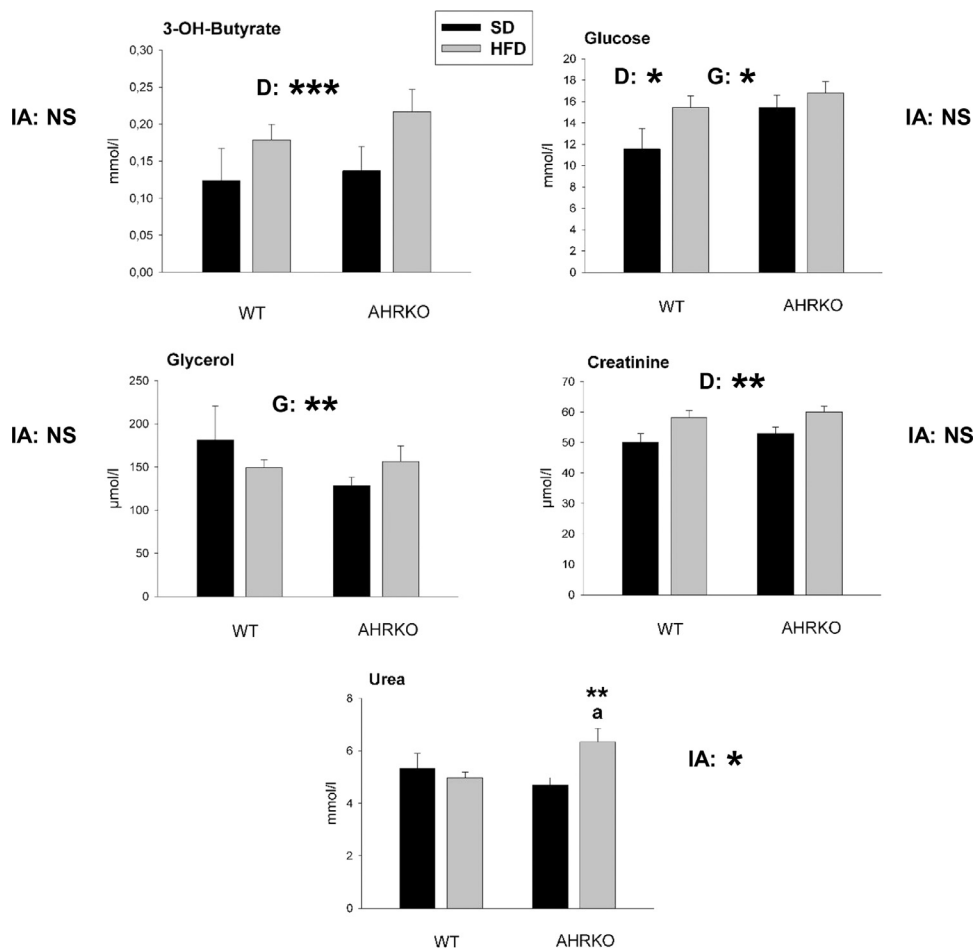 3-OH-Butyrate
SD
HFD
Glucose
0,30
0,25
0,20
0,15
0,10
0,05
0,00
mmol/l
D: ***
IA: NS
WT
AHRKO
20
18
16
14
12
10
8
6
4
2
0
mmol/l
D: *
G: *
IA: NS
WT
AHRKO
Glycerol
250
200
150
100
50
0
µmol/l
G: **
IA: NS
WT
AHRKO
Creatinine
70
60
50
40
30
20
10
0
µmol/l
D: **
IA: NS
WT
AHRKO
Urea
8
6
4
2
0
mmol/l
**
a
IA: *
WT
AHRKO